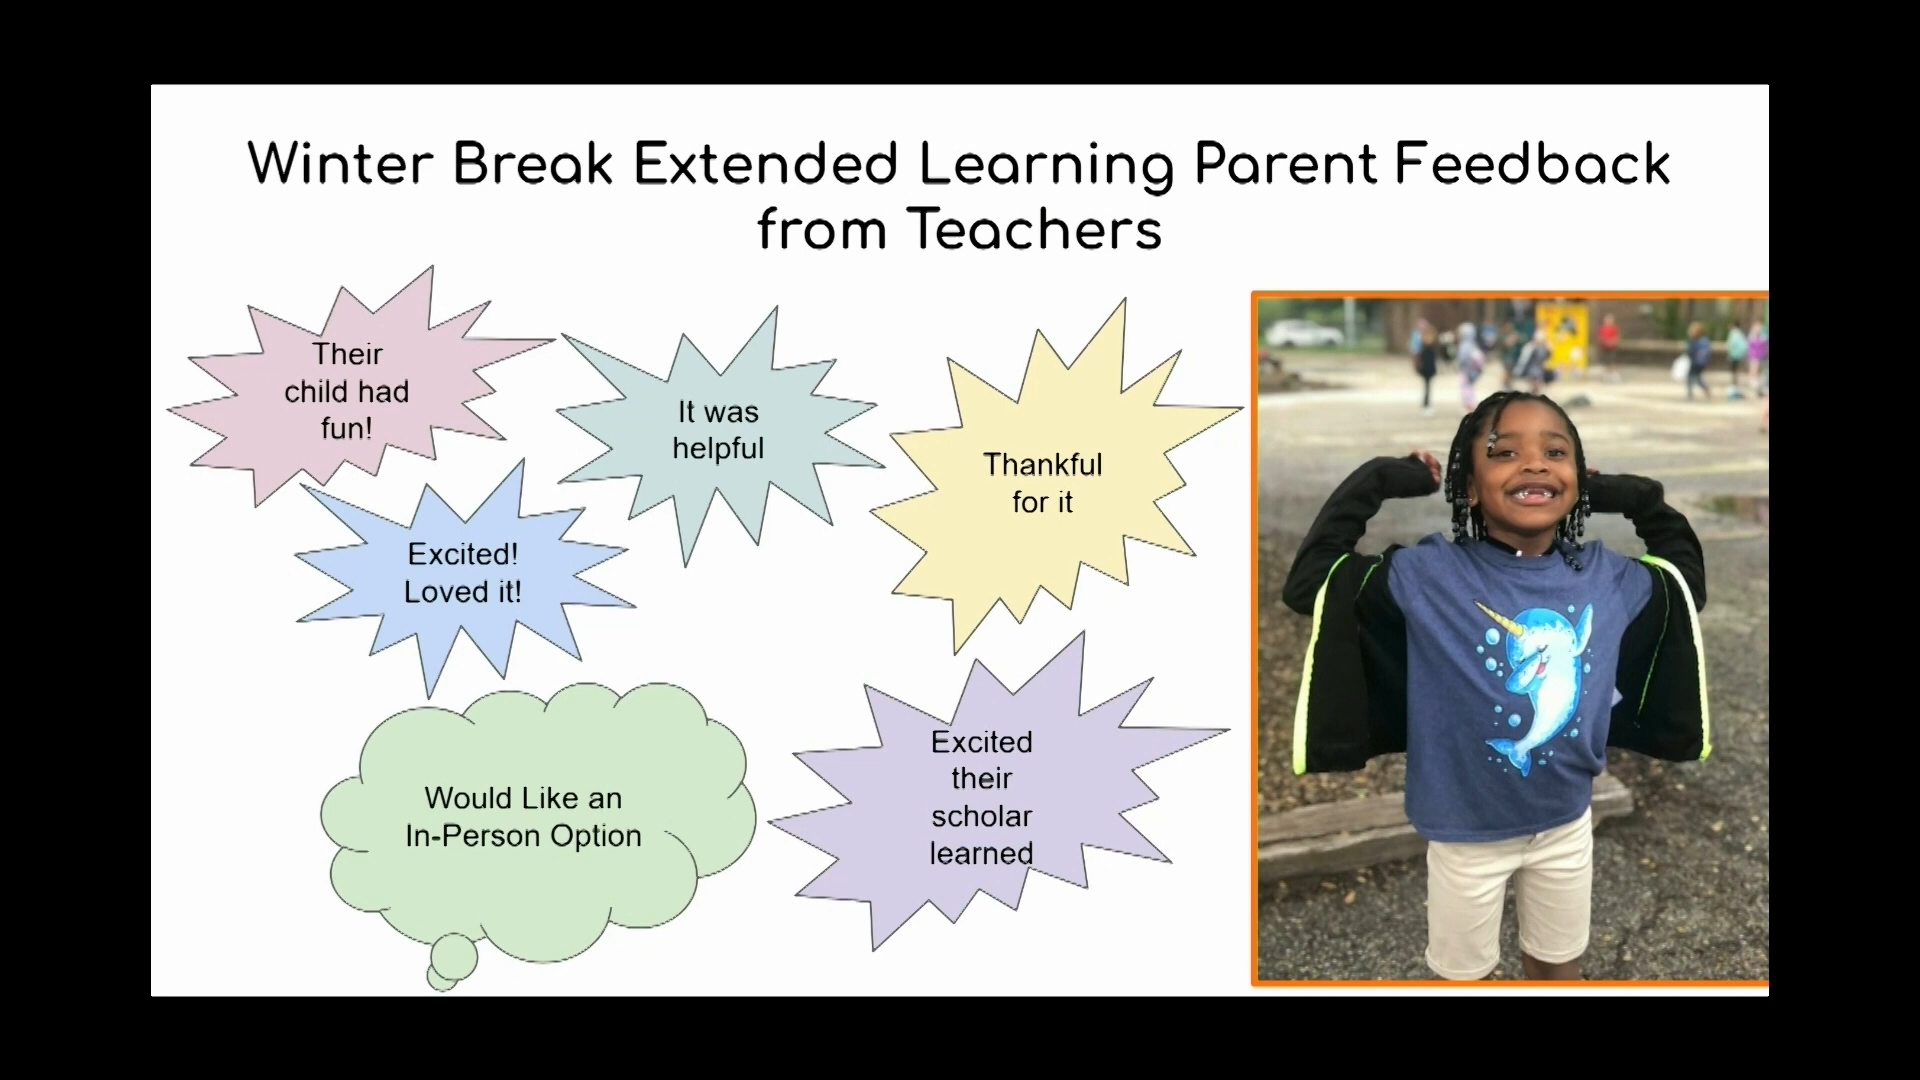 Winter Break Extended Learning Parent Feedback
from Teachers
Their
child had
fun!
It was
helpful
Thankful
for it
Excited!
Loved it!
Would Like an
In-Person Option
Excited
their
scholar
learned